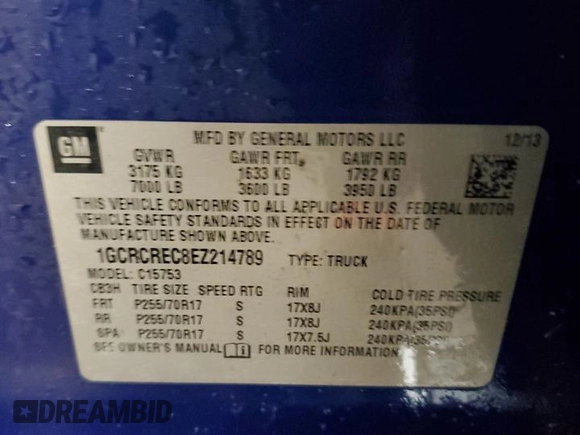 GM
MFD BY GENERAL MOTORS LLC 12/13
GVWR GAWR FRT GAWR RR
3175 KG 1633 KG 1792 KG
7000 LB 3600 LB 3950 LB
THIS VEHICLE CONFORMS TO ALL APPLICABLE U.S. FEDERAL MOTOR
VEHICLE SAFETY STANDARDS IN EFFECT ON THE DATE OF
MANUFACTURE SHOWN ABOVE.
1GCRCREC8EZ214789 TYPE: TRUCK
MODEL: C15753
CB3H TIRE SIZE SPEED RTG RIM COLD TIRE PRESSURE
FRT P255/70R17 S 17X8J 240KPA(35PSI)
RR P255/70R17 S 17X8J 240KPA(35PSI)
SPA P255/70R17 S 17X7.5J 240KPA(35PSI)
SEE OWNER'S MANUAL FOR MORE INFORMATION.
DREAMBID